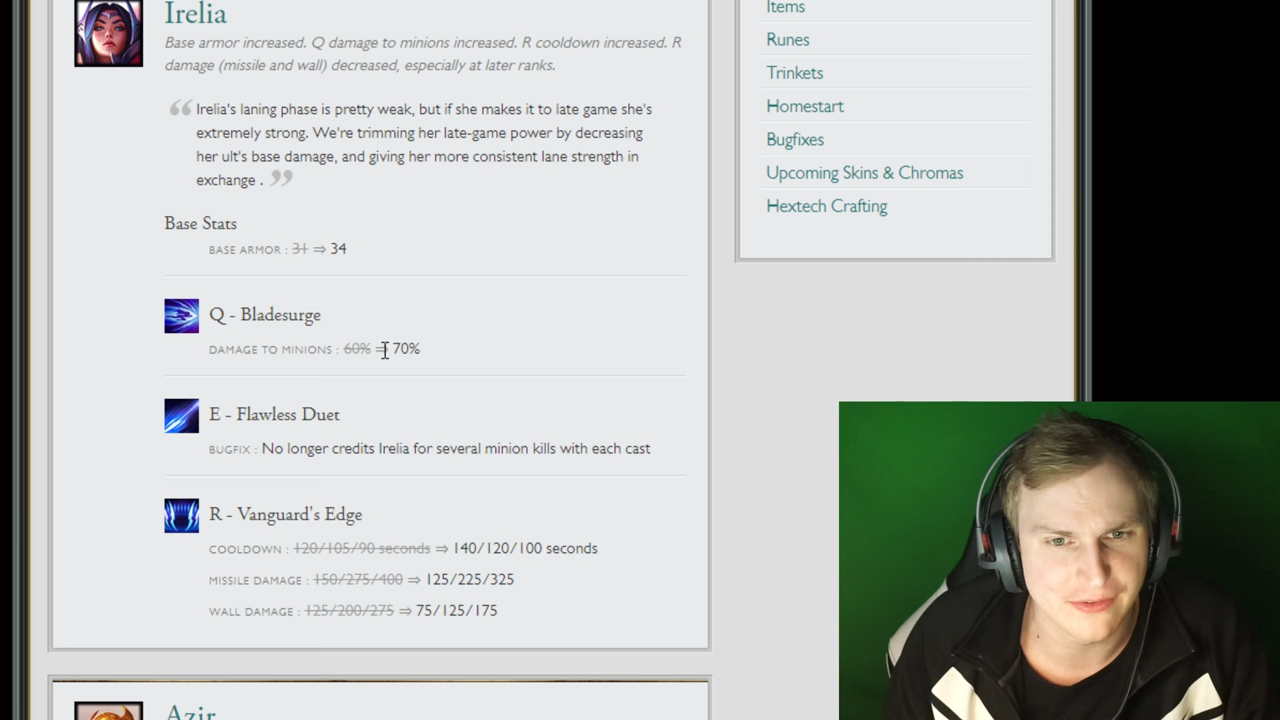 Irelia
Base armor increased. Q damage to minions increased. R cooldown increased. R
damage (missile and wall) decreased, especially at later ranks.
“ Irelia's laning phase is pretty weak, but if she makes it to late game she's
extremely strong. We're trimming her late-game power by decreasing
her ult's base damage, and giving her more consistent lane strength in
exchange . ”
Base Stats
BASE ARMOR : 31 ⇒ 34
Q - Bladesurge
DAMAGE TO MINIONS : 60% ⇒ 70%
E - Flawless Duet
BUGFIX : No longer credits Irelia for several minion kills with each cast
R - Vanguard's Edge
COOLDOWN : 120/105/90 seconds ⇒ 140/120/100 seconds
MISSILE DAMAGE : 150/275/400 ⇒ 125/225/325
WALL DAMAGE : 125/200/275 ⇒ 75/125/175
Azir
Items
Runes
Trinkets
Homestart
Bugfixes
Upcoming Skins & Chromas
Hextech Crafting